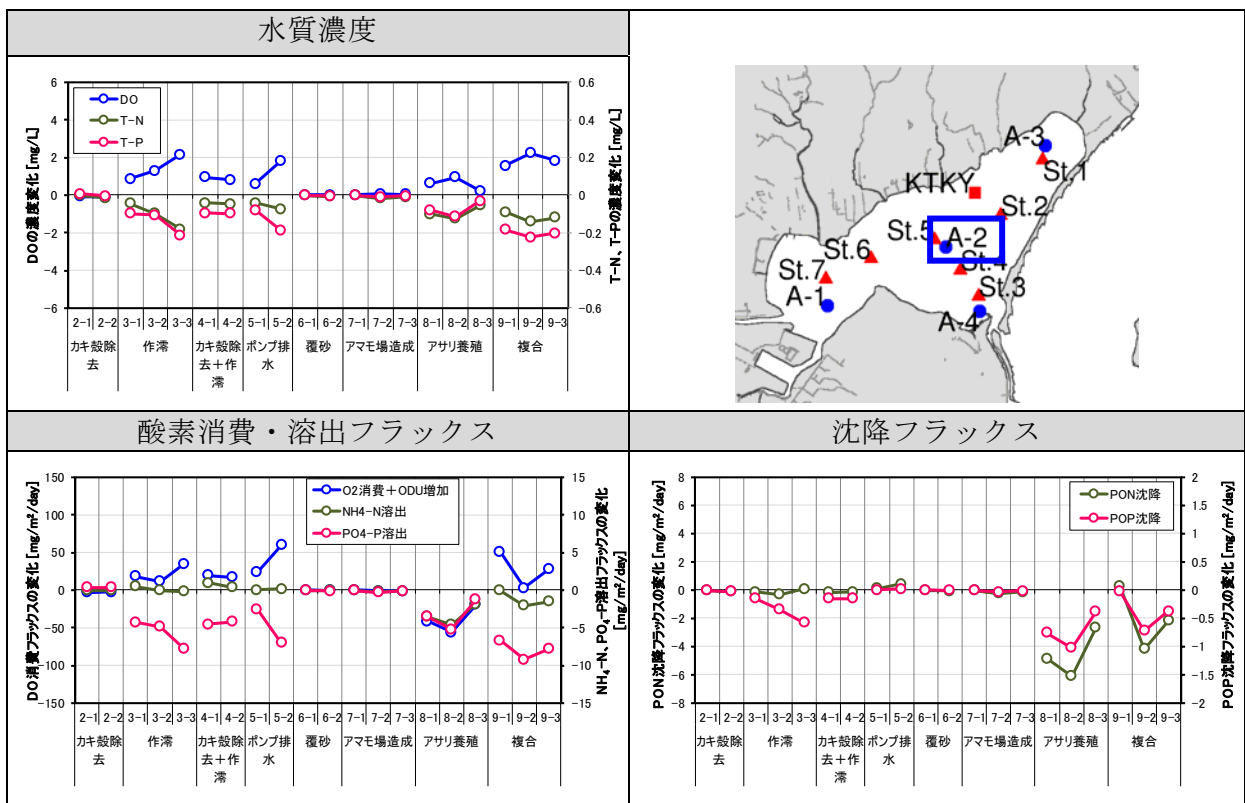 水質濃度
DOの濃度変化 [mg/L]
T-N、T-Pの濃度変化 [mg/L]
6
4
2
0
-2
-4
-6
0.6
0.4
0.2
0
-0.2
-0.4
-0.6
DO
T-N
T-P
2-1 2-2 3-1 3-2 3-3 4-1 4-2 5-1 5-2 6-1 6-2 7-1 7-2 7-3 8-1 8-2 8-3 9-1 9-2 9-3
カキ殻除去
作澪
カキ殻除去＋作澪
ポンプ排水
覆砂
アマモ場造成
アサリ養殖
複合
A-3
St.1
KTKY
St.2
St.5
A-2
St.6
St.4
St.7
St.3
A-1
A-4
酸素消費・溶出フラックス
DO消費フラックスの変化 [mg/m²/day]
NH₄-N、PO₄-P溶出フラックスの変化
[mg/m²/day]
150
100
50
0
-50
-100
-150
15
10
5
0
-5
-10
-15
O2消費＋ODU増加
NH4-N溶出
PO4-P溶出
2-1 2-2 3-1 3-2 3-3 4-1 4-2 5-1 5-2 6-1 6-2 7-1 7-2 7-3 8-1 8-2 8-3 9-1 9-2 9-3
カキ殻除去
作澪
カキ殻除去＋作澪
ポンプ排水
覆砂
アマモ場造成
アサリ養殖
複合
沈降フラックス
PON沈降フラックスの変化 [mg/m²/day]
POP沈降フラックスの変化 [mg/m²/day]
8
6
4
2
0
-2
-4
-6
-8
2
1.5
1
0.5
0
-0.5
-1
-1.5
-2
PON沈降
POP沈降
2-1 2-2 3-1 3-2 3-3 4-1 4-2 5-1 5-2 6-1 6-2 7-1 7-2 7-3 8-1 8-2 8-3 9-1 9-2 9-3
カキ殻除去
作澪
カキ殻除去＋作澪
ポンプ排水
覆砂
アマモ場造成
アサリ養殖
複合